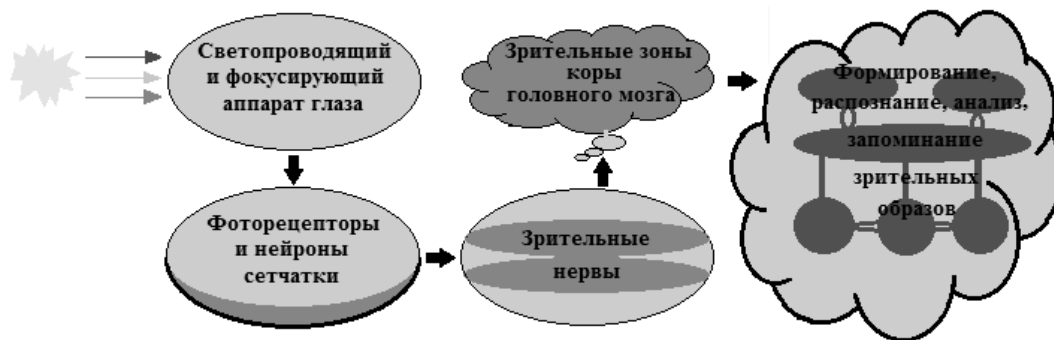 Светопроводящий
и фокусирующий
аппарат глаза
Фоторецепторы
и нейроны
сетчатки
Зрительные
нервы
Зрительные зоны
коры
головного мозга
Формирование,
распознание, анализ,
запоминание
зрительных
образов